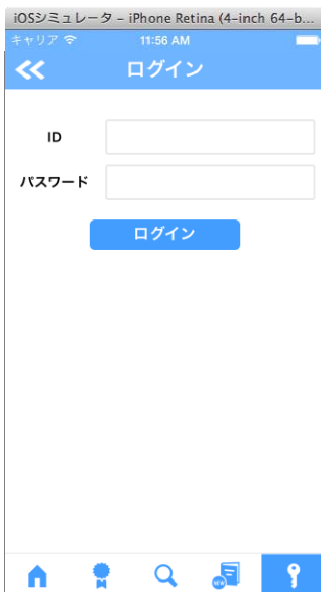 iOSシミュレータ - iPhone Retina (4-inch 64-b...
キャリア 11:56 AM
ログイン
ID
パスワード
ログイン
NEW